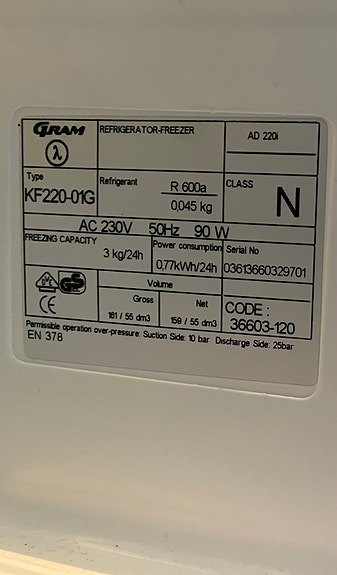 GRAM
REFRIGERATOR-FREEZER
AD 220i
λ
Type
KF220-01G
Refrigerant
R 600a
0,045 kg
CLASS
N
AC 230V 50Hz 90 W
FREEZING CAPACITY
3 kg/24h
Power consumption
0,77kWh/24h
Serial No
03613660329701
Volume
Gross
Net
161 / 55 dm3
159 / 55 dm3
GS
CE
CODE :
36603-120
Permissible operation over-pressure: Suction Side: 10 bar Discharge Side: 25bar
EN 378